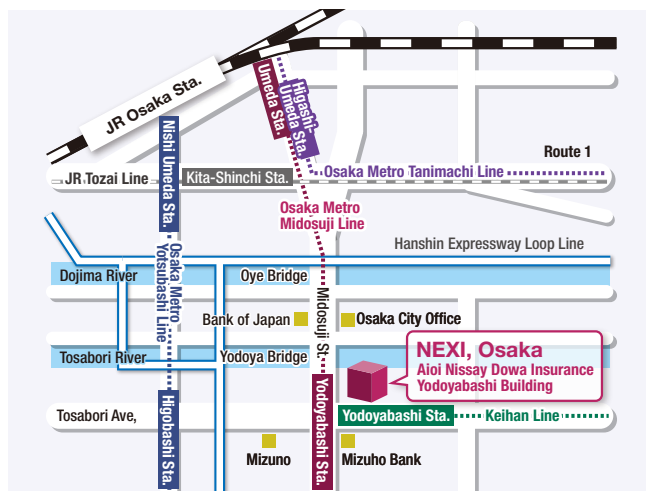 JR Osaka Sta.
Umeda Sta.
Higashi-
Umeda Sta.
Route 1
Osaka Metro Tanimachi Line
JR Tozai Line
Nishi Umeda Sta.
Kita-Shinchi Sta.
Osaka Metro
Midosuji Line
Hanshin Expressway Loop Line
Osaka Metro
Yotsubashi Line
Dojima River
Oye Bridge
Midosuji St.
Bank of Japan
Osaka City Office
Tosabori River
Yodoya Bridge
NEXI, Osaka
Aioi Nissay Dowa Insurance
Yodoyabashi Building
Tosabori Ave,
Higobashi Sta.
Yodoyabashi Sta.
Yodoyabashi Sta.
Keihan Line
Mizuno
Mizuho Bank